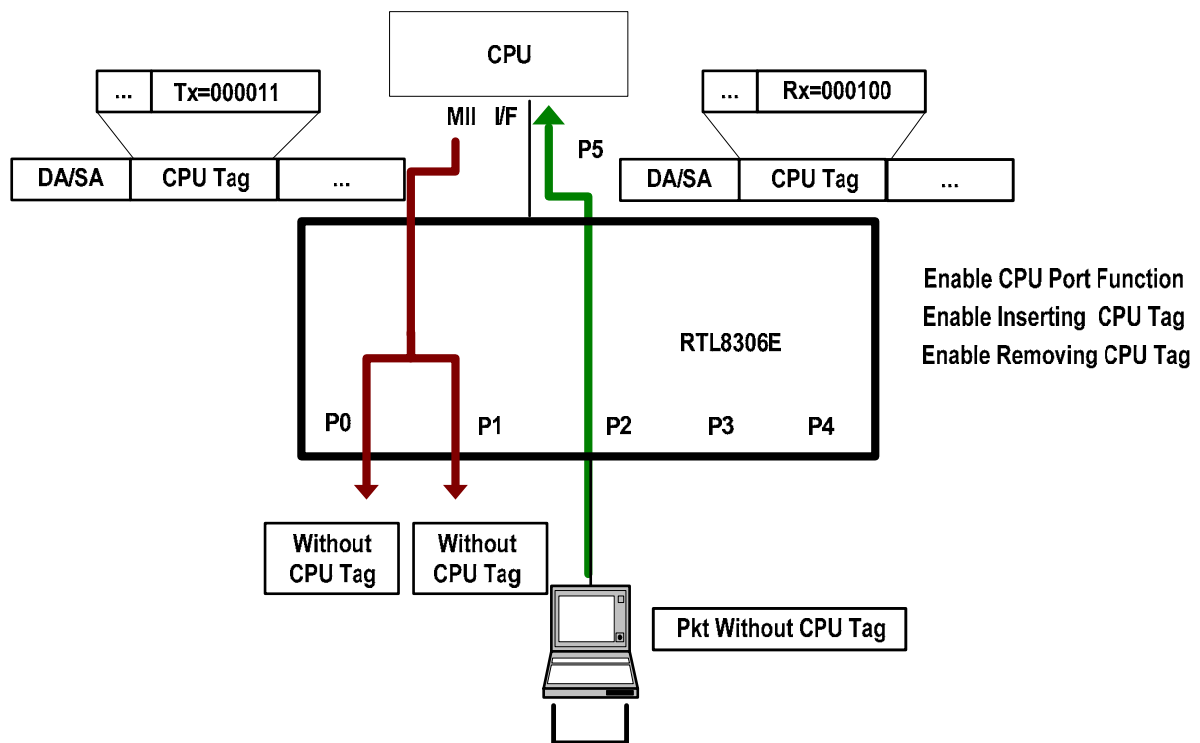 CPU
... Tx=000011
MII I/F
P5
... Rx=000100
DA/SA CPU Tag ...
DA/SA CPU Tag ...
RTL8306E
Enable CPU Port Function
Enable Inserting CPU Tag
Enable Removing CPU Tag
P0 P1 P2 P3 P4
Without
CPU Tag
Without
CPU Tag
Pkt Without CPU Tag